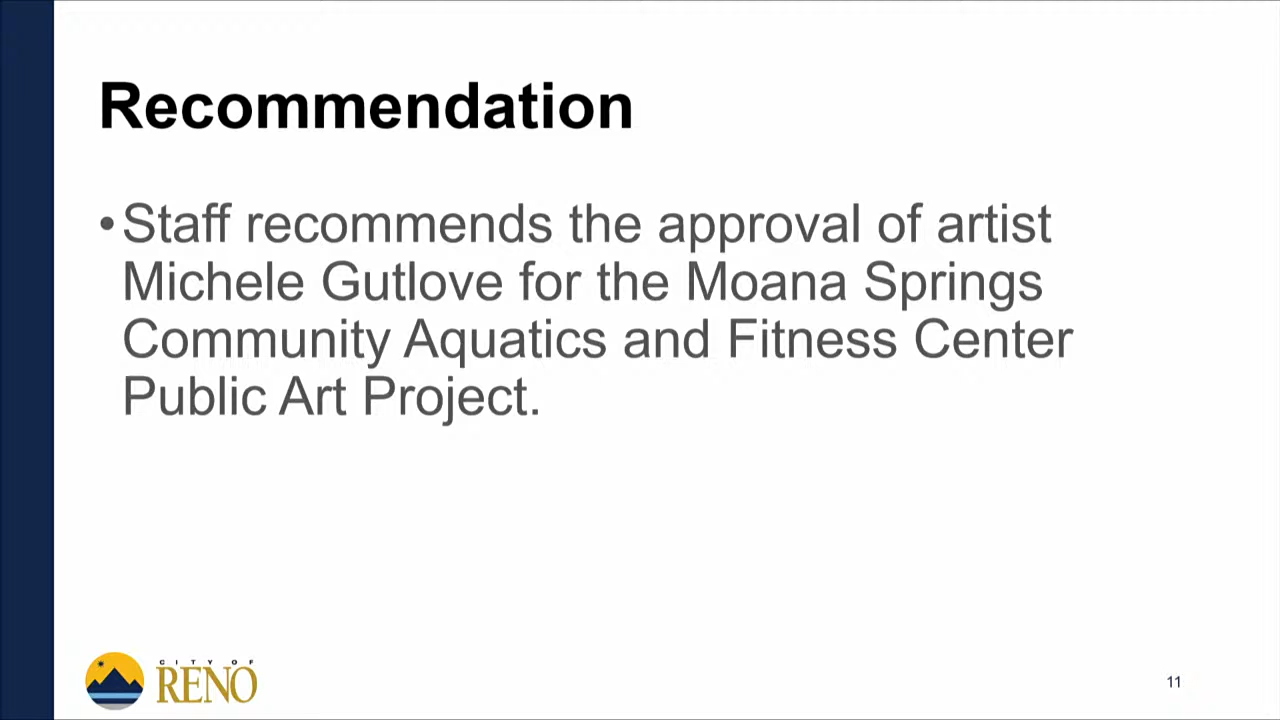 Recommendation
•Staff recommends the approval of artist
Michele Gutlove for the Moana Springs
Community Aquatics and Fitness Center
Public Art Project.
CITY OF
RENO
11